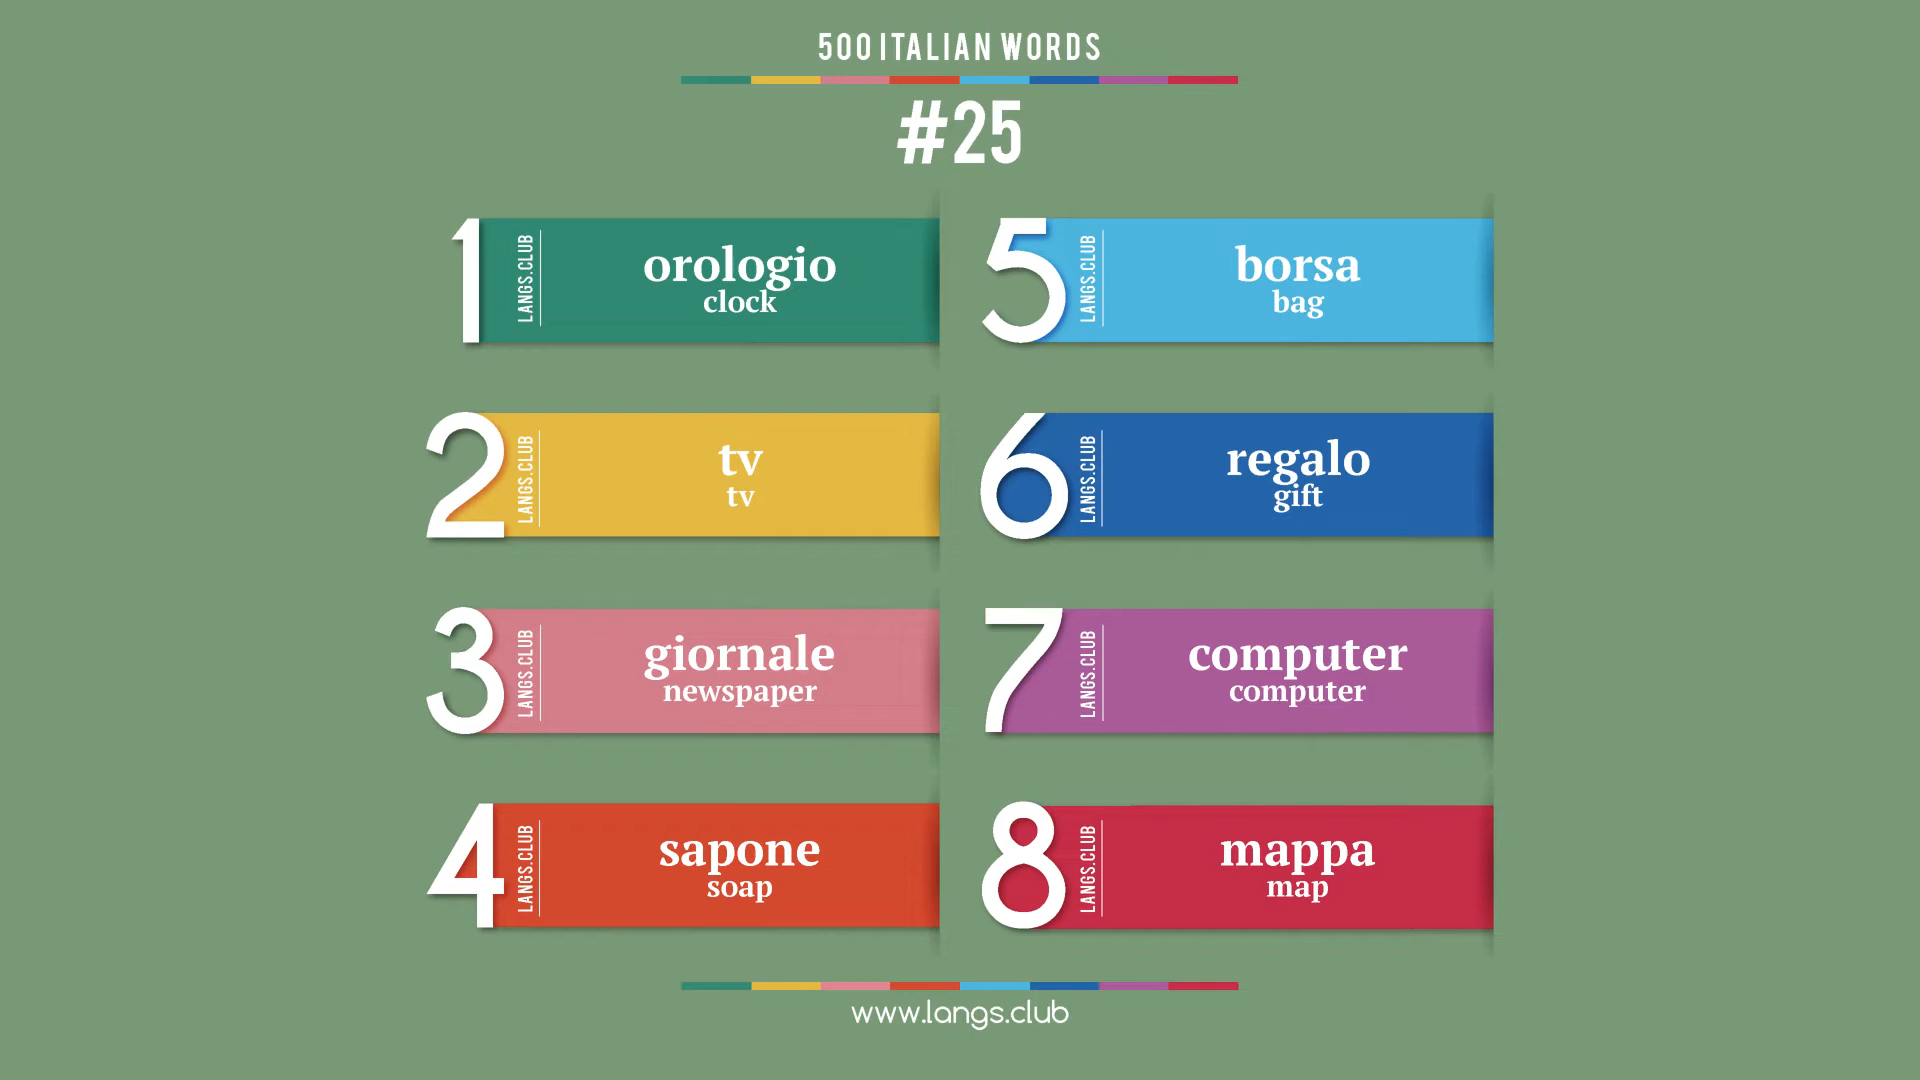 500 ITALIAN WORDS
#25
1
LANGS.CLUB
orologio
clock
2
LANGS.CLUB
tv
tv
3
LANGS.CLUB
giornale
newspaper
4
LANGS.CLUB
sapone
soap
5
LANGS.CLUB
borsa
bag
6
LANGS.CLUB
regalo
gift
7
LANGS.CLUB
computer
computer
8
LANGS.CLUB
mappa
map
www.langs.club